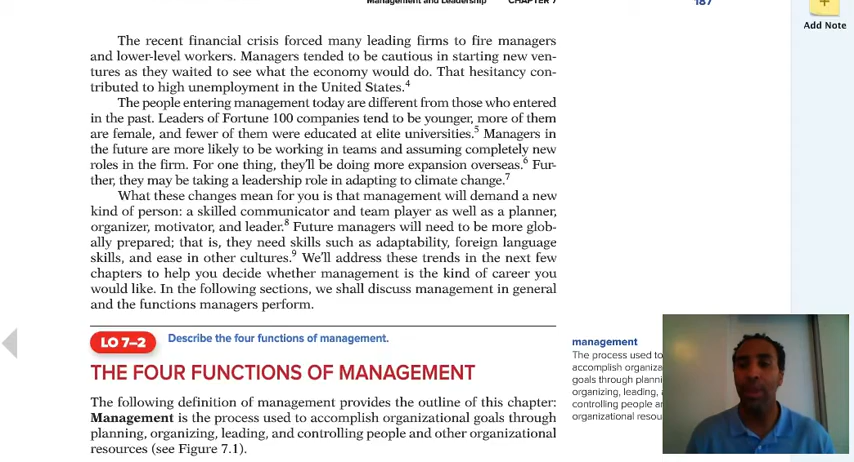 Management and Leadership CHAPTER 7 187
Add Note
The recent financial crisis forced many leading firms to fire managers
and lower-level workers. Managers tended to be cautious in starting new ven-
tures as they waited to see what the economy would do. That hesitancy con-
tributed to high unemployment in the United States.4
The people entering management today are different from those who entered
in the past. Leaders of Fortune 100 companies tend to be younger, more of them
are female, and fewer of them were educated at elite universities.5 Managers in
the future are more likely to be working in teams and assuming completely new
roles in the firm. For one thing, they'll be doing more expansion overseas.6 Fur-
ther, they may be taking a leadership role in adapting to climate change.7
What these changes mean for you is that management will demand a new
kind of person: a skilled communicator and team player as well as a planner,
organizer, motivator, and leader.8 Future managers will need to be more glob-
ally prepared; that is, they need skills such as adaptability, foreign language
skills, and ease in other cultures.9 We'll address these trends in the next few
chapters to help you decide whether management is the kind of career you
would like. In the following sections, we shall discuss management in general
and the functions managers perform.
LO 7–2 Describe the four functions of management.
THE FOUR FUNCTIONS OF MANAGEMENT
The following definition of management provides the outline of this chapter:
Management is the process used to accomplish organizational goals through
planning, organizing, leading, and controlling people and other organizational
resources (see Figure 7.1).
management
The process used to
accomplish
goals through
organizing, leading,
controlling people
organizational